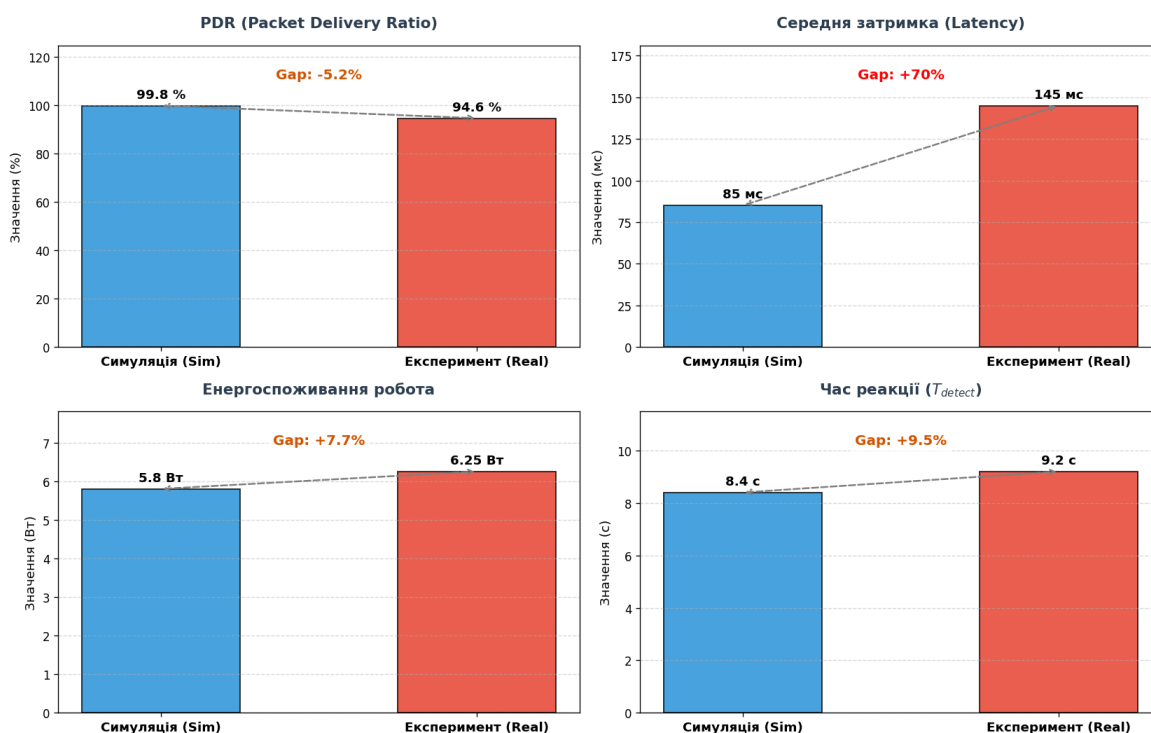 PDR (Packet Delivery Ratio)
Значення (%)
120
100
80
60
40
20
0
Gap: -5.2%
99.8 %
94.6 %
Симуляція (Sim)
Експеримент (Real)
Середня затримка (Latency)
Значення (мс)
175
150
125
100
75
50
25
0
Gap: +70%
85 мс
145 мс
Симуляція (Sim)
Експеримент (Real)
Енергоспоживання робота
Значення (Вт)
7
6
5
4
3
2
1
0
Gap: +7.7%
5.8 Вт
6.25 Вт
Симуляція (Sim)
Експеримент (Real)
Час реакції (T_detect)
Значення (с)
10
8
6
4
2
0
Gap: +9.5%
8.4 с
9.2 с
Симуляція (Sim)
Експеримент (Real)